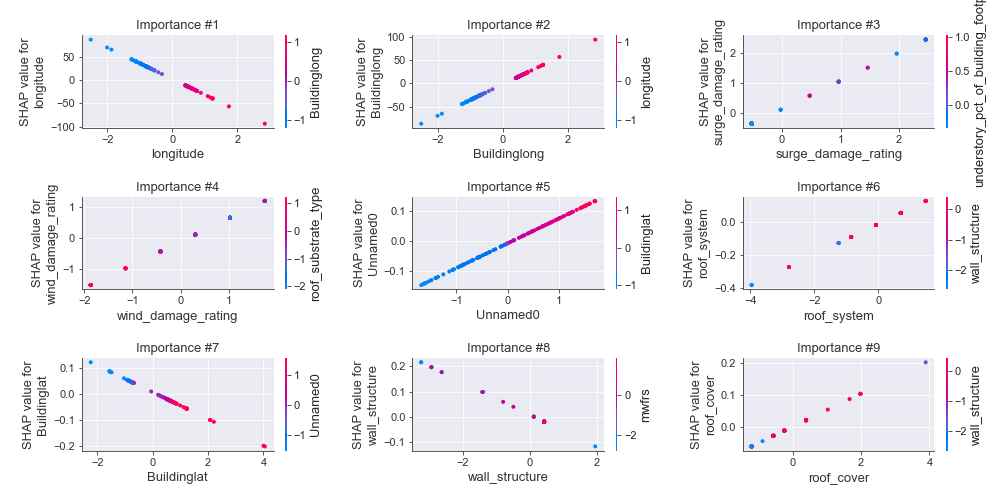 Importance #1
SHAP value for
longitude
50
0
−50
−100
−2
0
2
longitude
1
0
−1
Buildinglong
Importance #2
SHAP value for
Buildinglong
100
50
0
−50
−2
0
2
Buildinglong
1
0
−1
longitude
Importance #3
SHAP value for
surge_damage_rating
2
1
0
0
1
2
surge_damage_rating
1.0
0.5
0.0
Importance #4
SHAP value for
wind_damage_rating
1
0
−1
−2
−1
0
1
wind_damage_rating
1
0
−1
−2
roof_substrate_type
Importance #5
SHAP value for
Unnamed0
0.1
0.0
−0.1
−1
0
1
Unnamed0
1
0
−1
Buildinglat
Importance #6
SHAP value for
roof_system
0.0
−0.2
−0.4
−4
−2
0
roof_system
0
−1
−2
wall_structure
Importance #7
SHAP value for
Buildinglat
0.1
0.0
−0.1
−0.2
−2
0
2
4
Buildinglat
1
0
−1
Unnamed0
Importance #8
SHAP value for
wall_structure
0.2
0.1
0.0
−0.1
−2
0
2
wall_structure
0
−2
mwfrs
Importance #9
SHAP value for
roof_cover
0.2
0.1
0.0
0
2
4
roof_cover
0
−1
−2
wall_structure